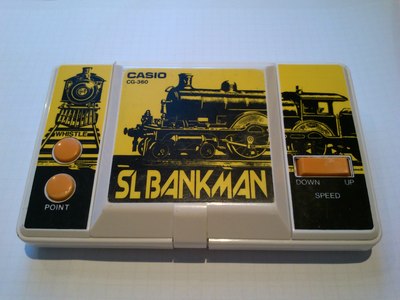 CASIO
CG-360
WHISTLE
SL BANKMAN
POINT
DOWN UP
SPEED